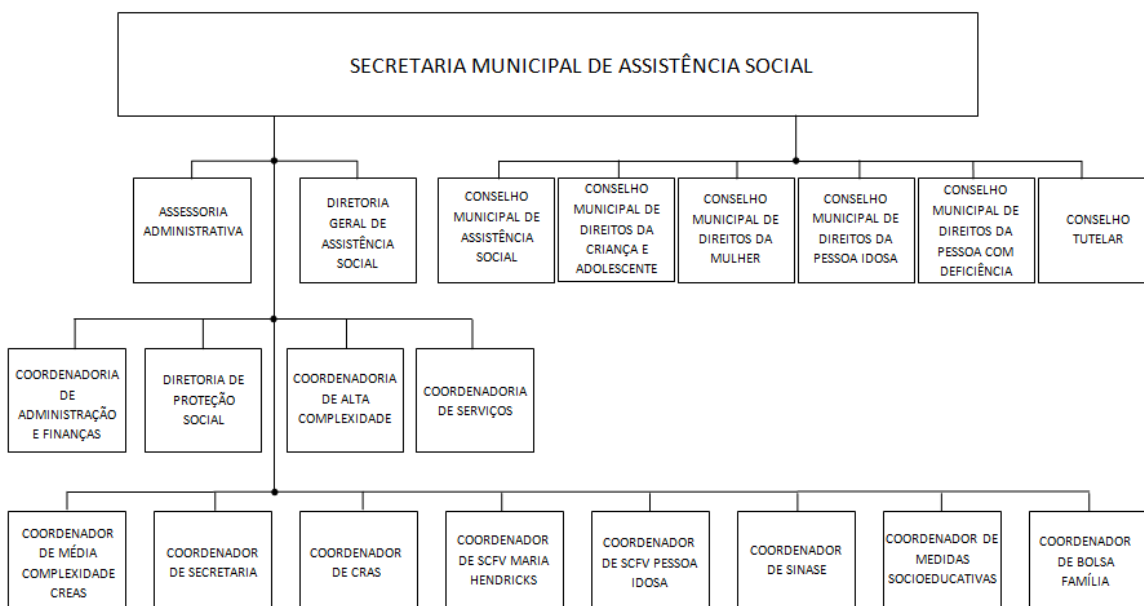 SECRETARIA MUNICIPAL DE ASSISTÊNCIA SOCIAL
ASSESSORIA
ADMINISTRATIVA
DIRETORIA
GERAL DE
ASSISTÊNCIA
SOCIAL
CONSELHO
MUNICIPAL DE
ASSISTÊNCIA
SOCIAL
CONSELHO
MUNICIPAL DE
DIREITOS DA
CRIANÇA E
ADOLESCENTE
CONSELHO
MUNICIPAL DE
DIREITOS DA
MULHER
CONSELHO
MUNICIPAL DE
DIREITOS DA
PESSOA IDOSA
CONSELHO
MUNICIPAL DE
DIREITOS DA
PESSOA COM
DEFICIÊNCIA
CONSELHO
TUTELAR
COORDENADORIA
DE
ADMINISTRAÇÃO
E FINANÇAS
DIRETORIA DE
PROTEÇÃO
SOCIAL
COORDENADORIA
DE ALTA
COMPLEXIDADE
COORDENADORIA
DE SERVIÇOS
COORDENADOR
DE MÉDIA
COMPLEXIDADE
CREAS
COORDENADOR
DE SECRETARIA
COORDENADOR
DE CRAS
COORDENADOR
DE SCFV MARIA
HENDRICKS
COORDENADOR
DE SCFV PESSOA
IDOSA
COORDENADOR
DE SINASE
COORDENADOR DE
MEDIDAS
SOCIOEDUCATIVAS
COORDENADOR
DE BOLSA
FAMÍLIA